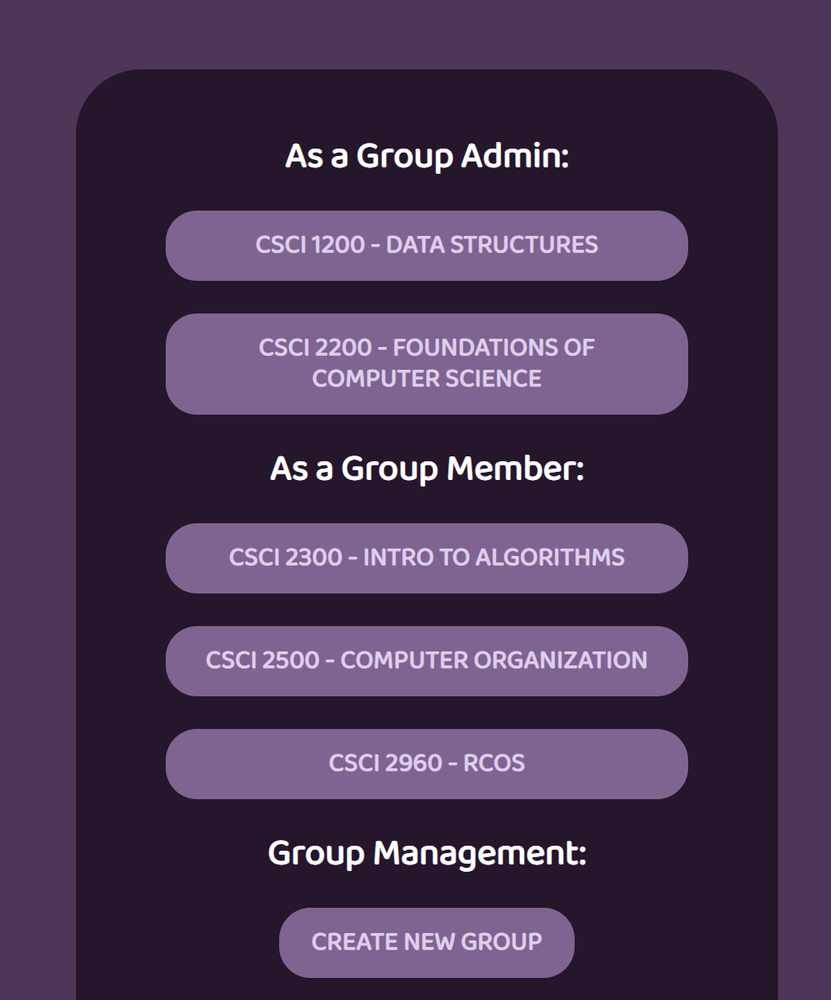 As a Group Admin:
CSCI 1200 - DATA STRUCTURES
CSCI 2200 - FOUNDATIONS OF
COMPUTER SCIENCE
As a Group Member:
CSCI 2300 - INTRO TO ALGORITHMS
CSCI 2500 - COMPUTER ORGANIZATION
CSCI 2960 - RCOS
Group Management:
CREATE NEW GROUP